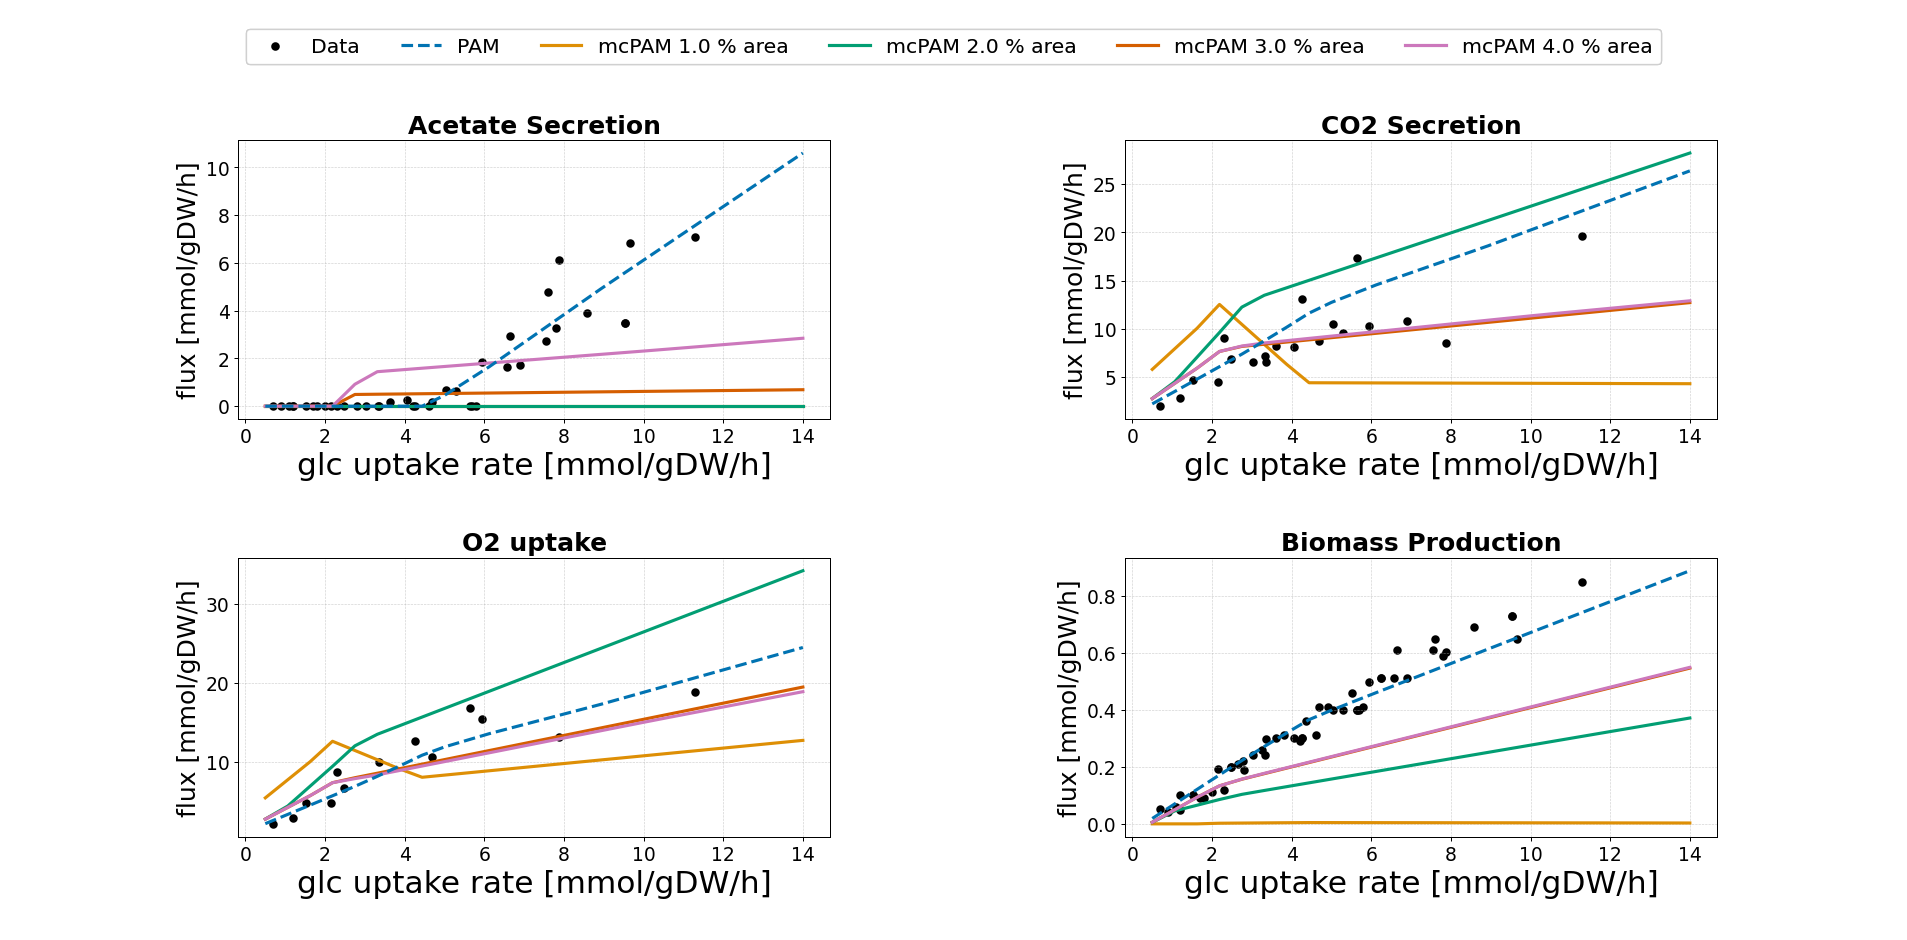 Data PAM mcPAM 1.0 % area mcPAM 2.0 % area mcPAM 3.0 % area mcPAM 4.0 % area
Acetate Secretion
flux [mmol/gDW/h]
10
8
6
4
2
0
0 2 4 6 8 10 12 14
glc uptake rate [mmol/gDW/h]
CO2 Secretion
flux [mmol/gDW/h]
25
20
15
10
5
0 2 4 6 8 10 12 14
glc uptake rate [mmol/gDW/h]
O2 uptake
flux [mmol/gDW/h]
30
20
10
0 2 4 6 8 10 12 14
glc uptake rate [mmol/gDW/h]
Biomass Production
flux [mmol/gDW/h]
0.8
0.6
0.4
0.2
0.0
0 2 4 6 8 10 12 14
glc uptake rate [mmol/gDW/h]